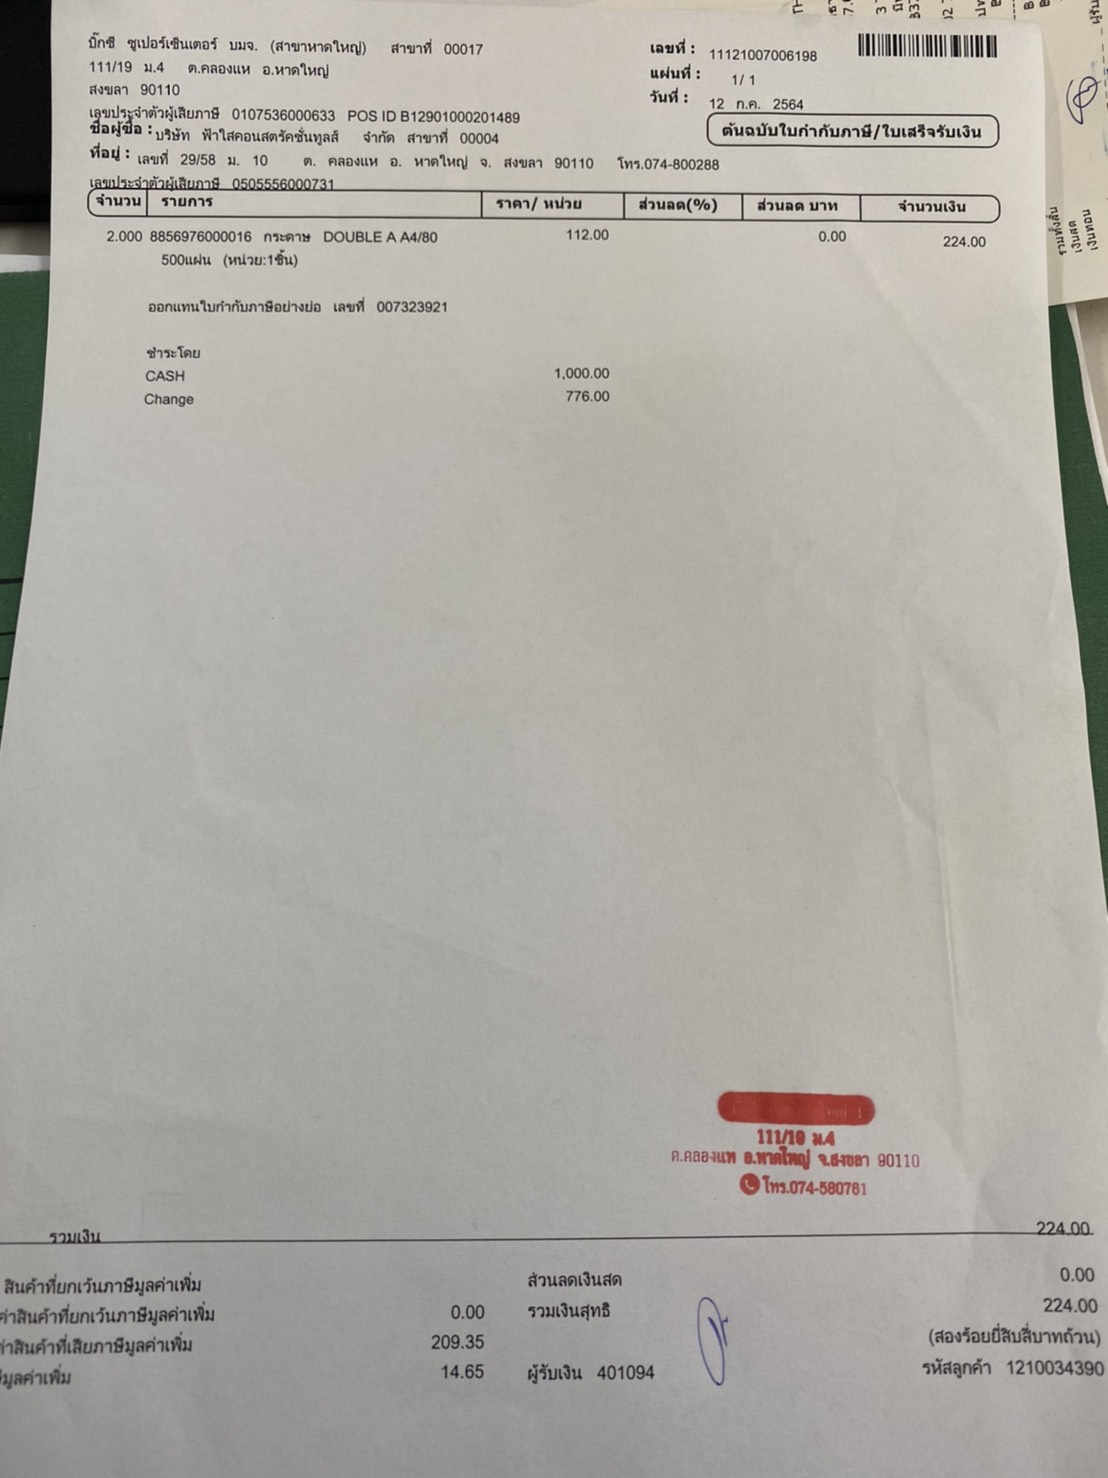 บิ๊กซี ซูเปอร์เซ็นเตอร์ บมจ. (สาขาหาดใหญ่) สาขาที่ 00017
111/19 ม.4 ต.คลองแห อ.หาดใหญ่
สงขลา 90110
เลขประจำตัวผู้เสียภาษี 0107536000633 POS ID B12901000201489
เลขที่ : 11121007006198
แผ่นที่ : 1/ 1
วันที่ : 12 ก.ค. 2564
ต้นฉบับใบกำกับภาษี/ใบเสร็จรับเงิน
ชื่อผู้ซื้อ : บริษัท ฟ้าใสคอนสตรัคชั่นทูลส์ จำกัด สาขาที่ 00004
ที่อยู่ : เลขที่ 29/58 ม. 10 ต. คลองแห อ. หาดใหญ่ จ. สงขลา 90110 โทร.074-800288
เลขประจำตัวผู้เสียภาษี 0505556000731
จำนวน รายการ ราคา/ หน่วย ส่วนลด(%) ส่วนลด บาท จำนวนเงิน
2.000 8856976000016 กระดาษ DOUBLE A A4/80 112.00 0.00 224.00
500แผ่น (หน่วย:1ชิ้น)
ออกแทนใบกำกับภาษีอย่างย่อ เลขที่ 007323921
ชำระโดย
CASH 1,000.00
Change 776.00
111/19 ม.4
ต.คลองแห อ.หาดใหญ่ จ.สงขลา 90110
โทร.074-580761
รวมเงิน 224.00
สินค้าที่ยกเว้นภาษีมูลค่าเพิ่ม ส่วนลดเงินสด 0.00
ค่าสินค้าที่ยกเว้นภาษีมูลค่าเพิ่ม 0.00 รวมเงินสุทธิ 224.00
ค่าสินค้าที่เสียภาษีมูลค่าเพิ่ม 209.35 (สองร้อยยี่สิบสี่บาทถ้วน)
มูลค่าเพิ่ม 14.65 ผู้รับเงิน 401094 รหัสลูกค้า 1210034390